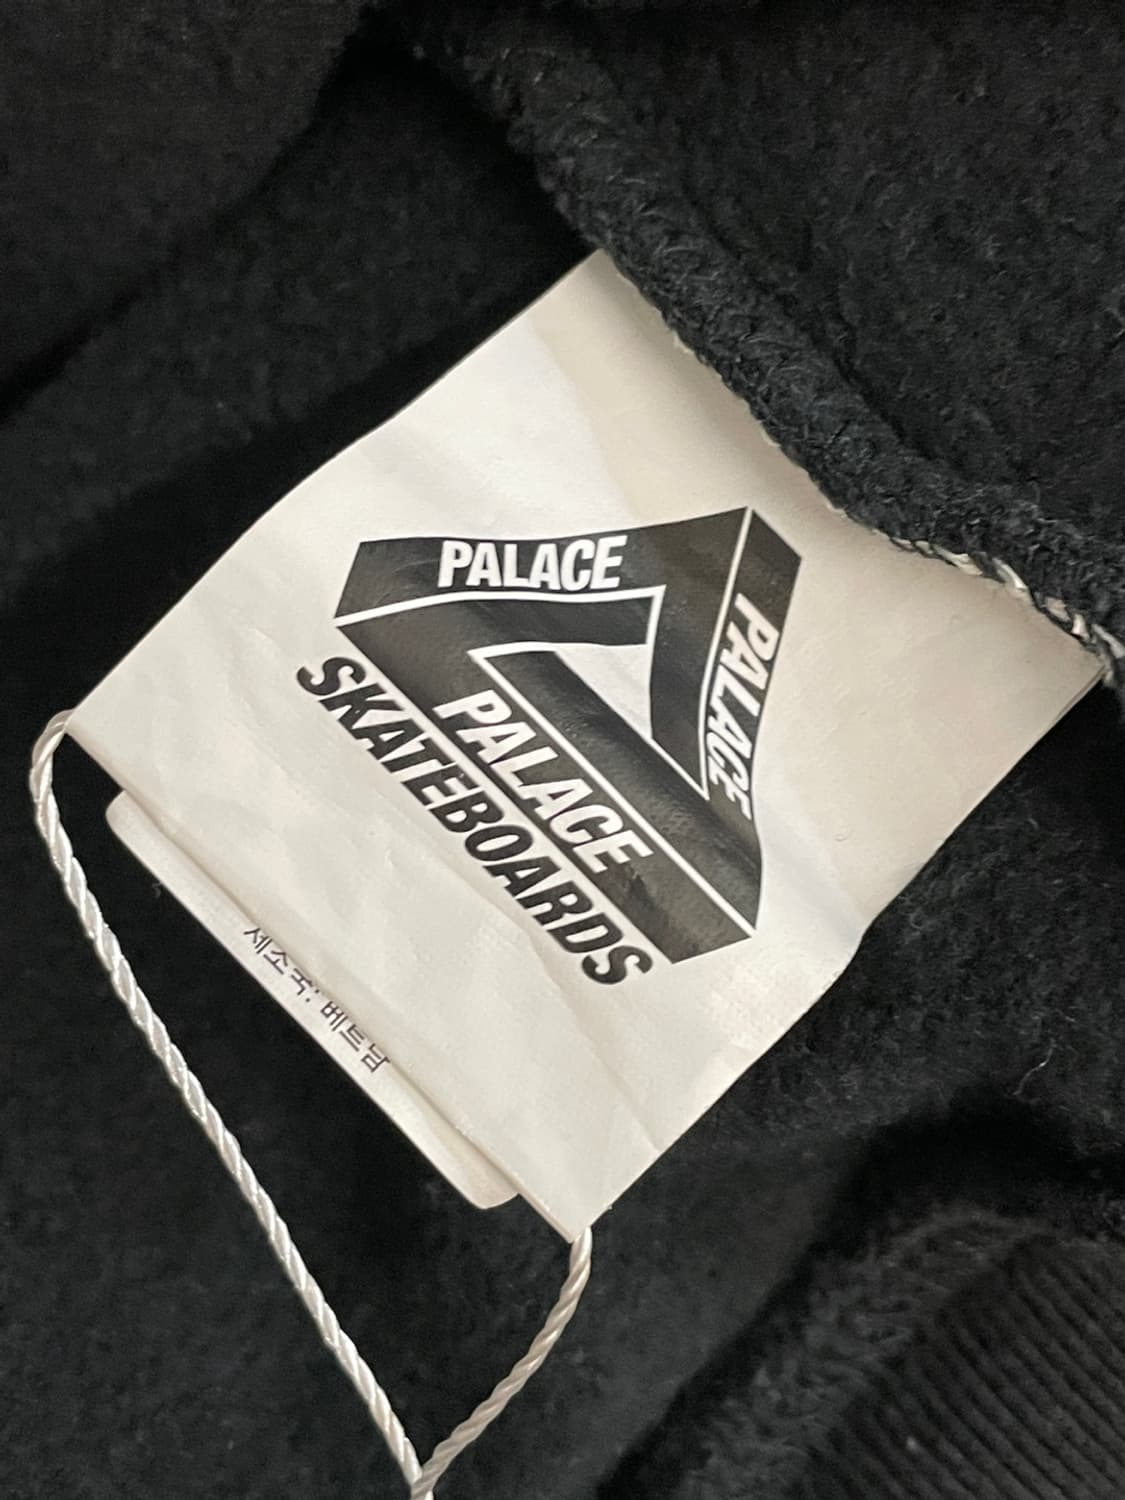 PALACE
PALACE
PALACE
SKATEBOARDS
제조국: 베트남